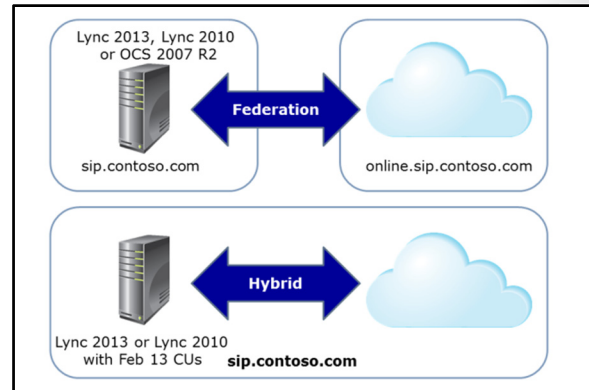 Lync 2013, Lync 2010
or OCS 2007 R2
Federation
sip.contoso.com
online.sip.contoso.com
Hybrid
Lync 2013 or Lync 2010
with Feb 13 CUs
sip.contoso.com